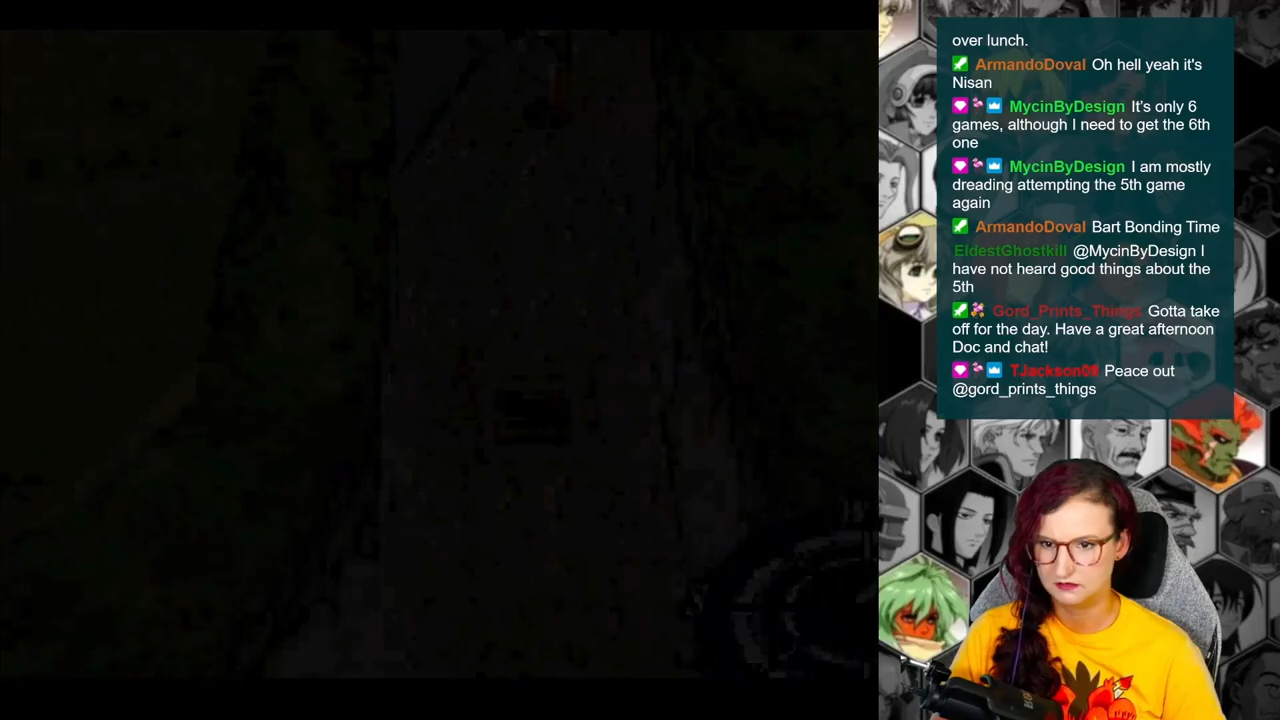 over lunch.
ArmandoDoval Oh hell yeah it's
Nisan
MycinByDesign It's only 6
games, although I need to get the 6th
one
MycinByDesign I am mostly
dreading attempting the 5th game
again
ArmandoDoval Bart Bonding Time
EldestGhostkill @MycinByDesign I
have not heard good things about the
5th
Gord_Prints_Things Gotta take
off for the day. Have a great afternoon
Doc and chat!
TJackson09 Peace out
@gord_prints_things